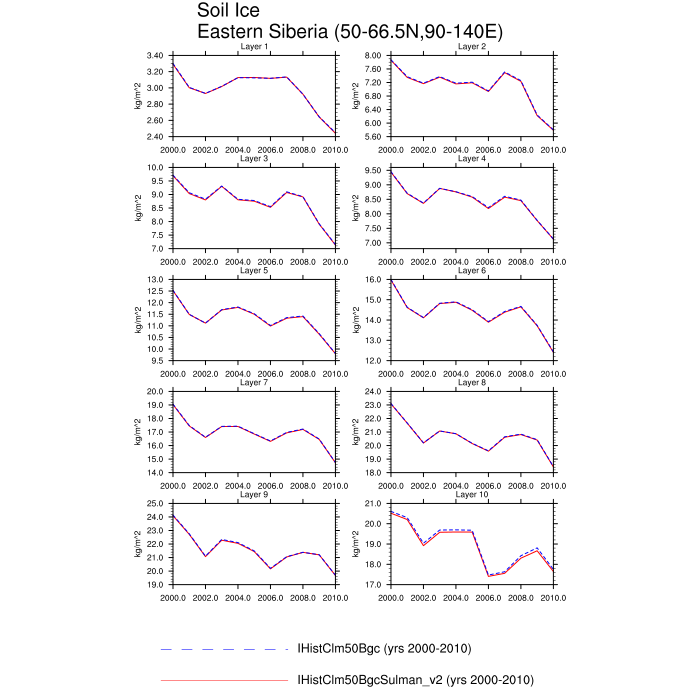 Soil Ice
Eastern Siberia (50-66.5N,90-140E)
Layer 1
Layer 2
kg/m^2
3.40
3.20
3.00
2.80
2.60
2.40
2000.0 2002.0 2004.0 2006.0 2008.0 2010.0
kg/m^2
8.00
7.60
7.20
6.80
6.40
6.00
5.60
2000.0 2002.0 2004.0 2006.0 2008.0 2010.0
Layer 3
Layer 4
kg/m^2
10.0
9.5
9.0
8.5
8.0
7.5
7.0
2000.0 2002.0 2004.0 2006.0 2008.0 2010.0
kg/m^2
9.50
9.00
8.50
8.00
7.50
7.00
2000.0 2002.0 2004.0 2006.0 2008.0 2010.0
Layer 5
Layer 6
kg/m^2
13.0
12.5
12.0
11.5
11.0
10.5
10.0
9.5
2000.0 2002.0 2004.0 2006.0 2008.0 2010.0
kg/m^2
16.0
15.0
14.0
13.0
12.0
2000.0 2002.0 2004.0 2006.0 2008.0 2010.0
Layer 7
Layer 8
kg/m^2
20.0
19.0
18.0
17.0
16.0
15.0
14.0
2000.0 2002.0 2004.0 2006.0 2008.0 2010.0
kg/m^2
24.0
23.0
22.0
21.0
20.0
19.0
18.0
2000.0 2002.0 2004.0 2006.0 2008.0 2010.0
Layer 9
Layer 10
kg/m^2
25.0
24.0
23.0
22.0
21.0
20.0
19.0
2000.0 2002.0 2004.0 2006.0 2008.0 2010.0
kg/m^2
21.0
20.0
19.0
18.0
17.0
2000.0 2002.0 2004.0 2006.0 2008.0 2010.0
IHistClm50Bgc (yrs 2000-2010)
IHistClm50BgcSulman_v2 (yrs 2000-2010)